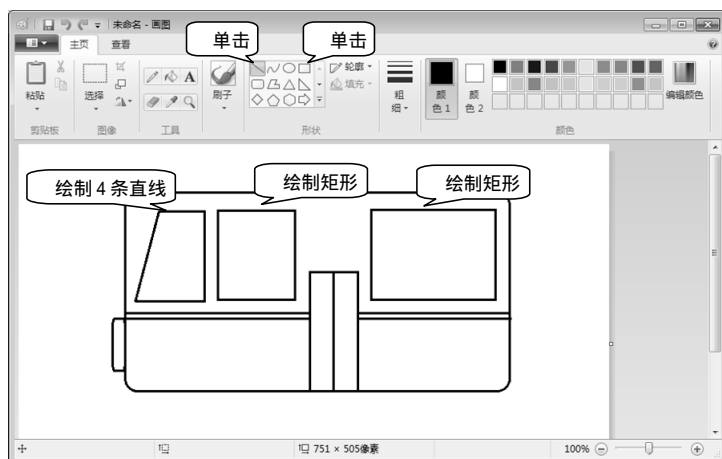 未命名 - 画图
单击
单击
主页
查看
粘贴
选择
A
刷子
轮廓
填充
粗
细
颜
色 1
颜
色 2
编辑颜色
剪贴板
图像
工具
形状
颜色
绘制 4 条直线
绘制矩形
绘制矩形
751 × 505像素
100%